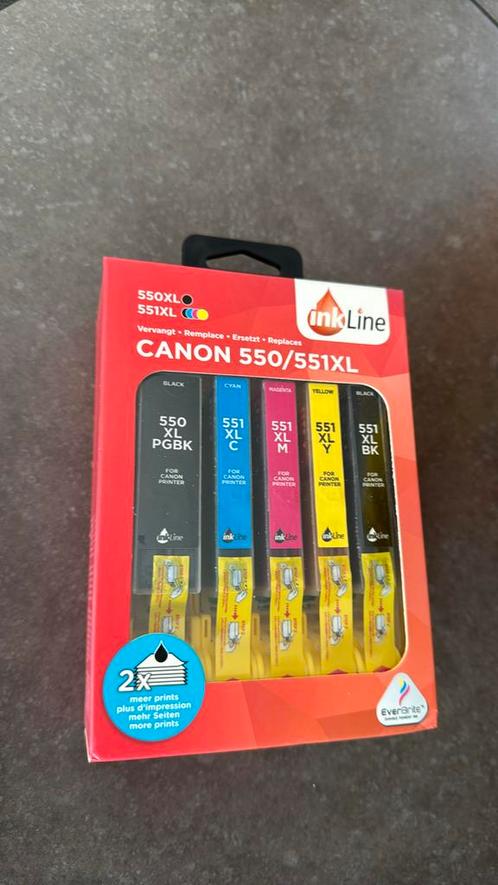 550XL
551XL
inkLine
Vervangt • Remplace • Ersetzt • Replaces
CANON 550/551XL
BLACK
550
XL
PGBK
FOR
CANON
PRINTER
inkLine
CYAN
551
XL
C
FOR
CANON
PRINTER
inkLine
MAGENTA
551
XL
M
FOR
CANON
PRINTER
inkLine
YELLOW
551
XL
Y
FOR
CANON
PRINTER
inkLine
BLACK
551
XL
BK
FOR
CANON
PRINTER
inkLine
2x
meer prints
plus d'impression
mehr Seiten
more prints
EverBrite